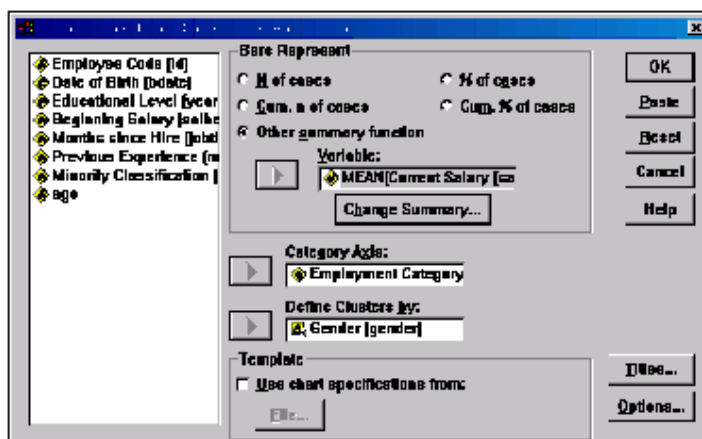 Employee Code [id]
Date of Birth [bdate]
Educational Level [year
Beginning Salary [salbe
Months since Hire [jobti
Previous Experience [m
Minority Classification [
age
Bars Represent
N of cases
% of cases
Cum. n of cases
Cum. % of cases
Other summary function
Variable:
MEAN[Current Salary [sa
Change Summary...
Category Axis:
Employment Category
Define Clusters by:
Gender [gender]
Template
Use chart specifications from:
File...
OK
Paste
Reset
Cancel
Help
Titles...
Options...